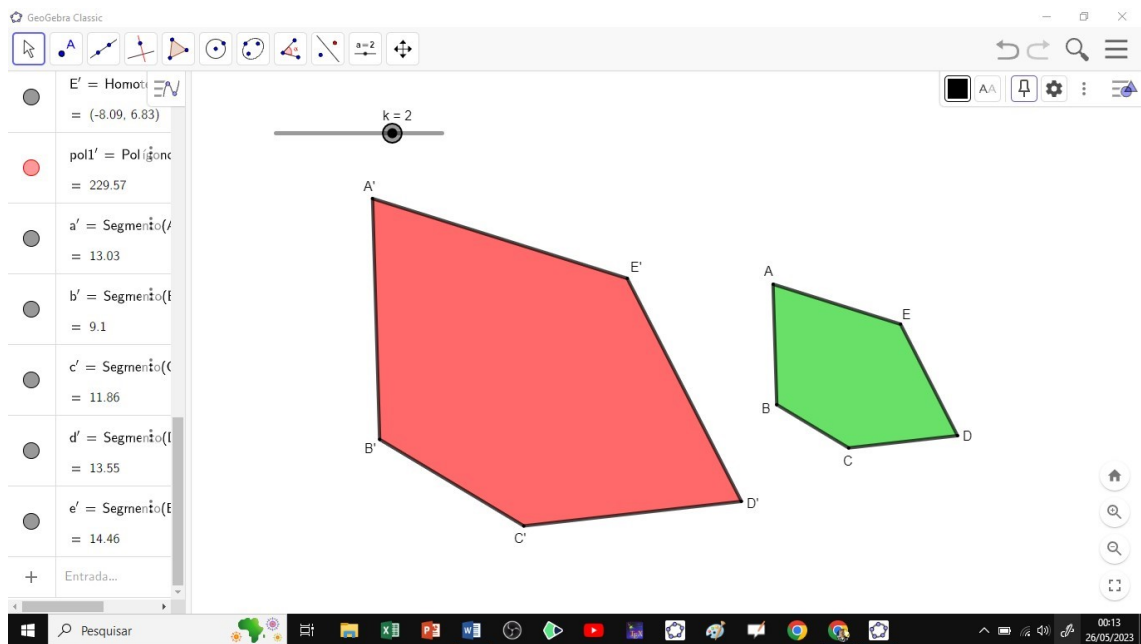 GeoGebra Classic
a=2
E′ = Homot
= (-8.09, 6.83)
pol1′ = Polígono
= 229.57
a′ = Segmento(A
= 13.03
b′ = Segmento(B
= 9.1
c′ = Segmento(C
= 11.86
d′ = Segmento(D
= 13.55
e′ = Segmento(E
= 14.46
Entrada...
AA
k = 2
A'
E'
B'
C'
D'
A
E
B
C
D
Pesquisar
00:13
26/05/2023